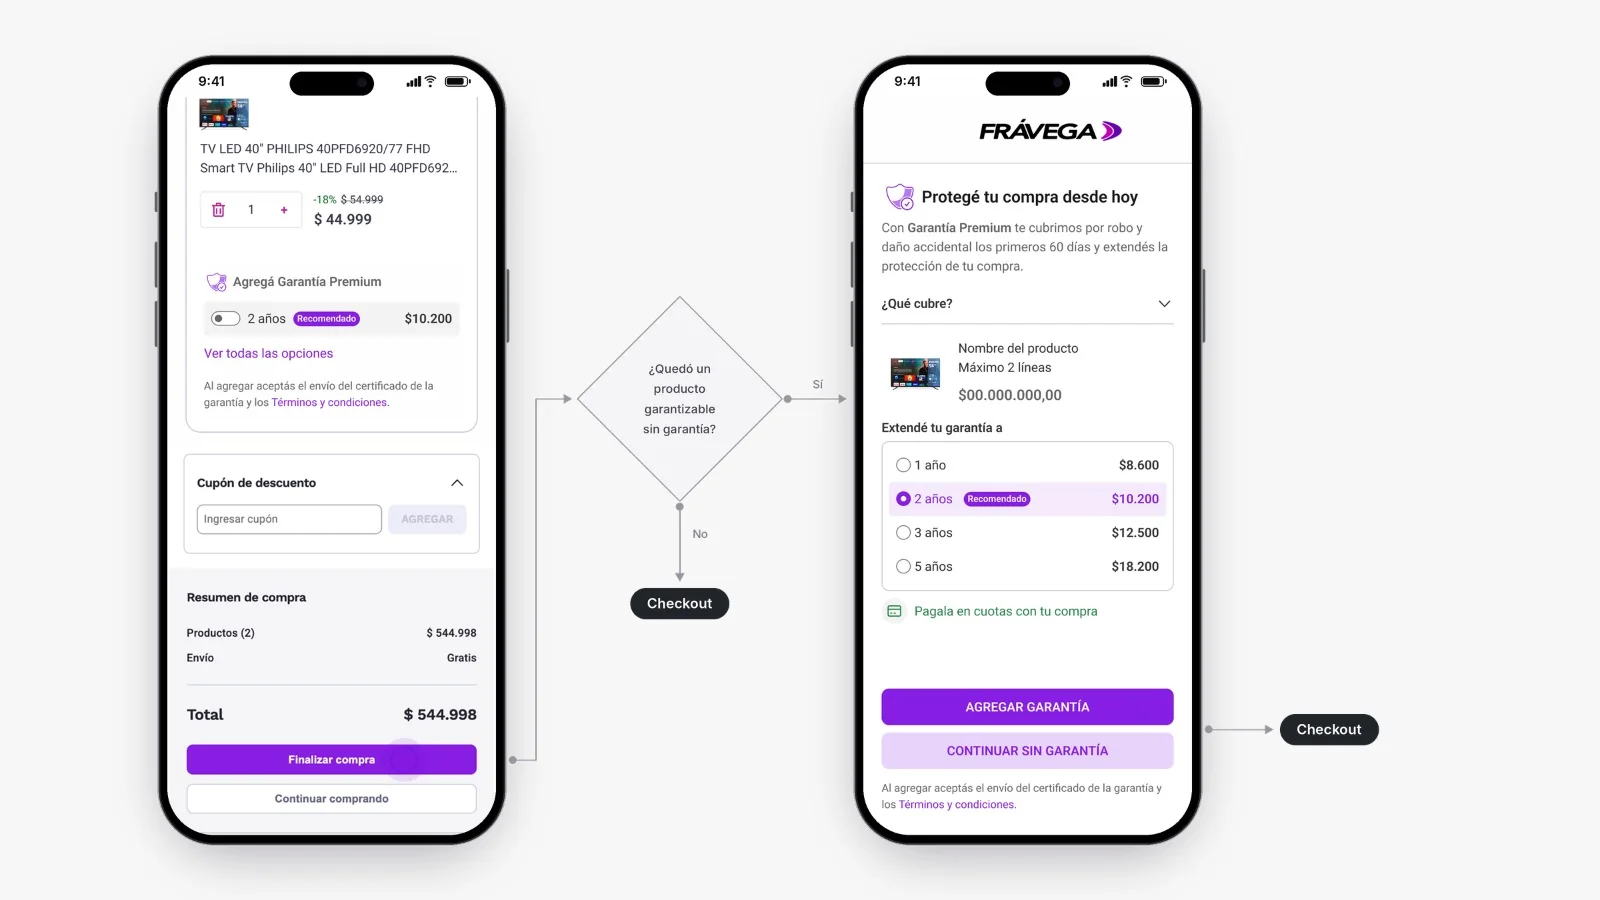 9:41
TV LED 40" PHILIPS 40PFD6920/77 FHD
Smart TV Philips 40" LED Full HD 40PFD692...
1 +
-18% $ 54.999
$ 44.999
Agregá Garantía Premium
2 años Recomendado $10.200
Ver todas las opciones
Al agregar aceptás el envío del certificado de la
garantía y los Términos y condiciones.
Cupón de descuento
Ingresar cupón AGREGAR
Resumen de compra
Productos (2) $ 544.998
Envío Gratis
Total $ 544.998
Finalizar compra
Continuar comprando
¿Quedó un
producto
garantizable
sin garantía?
Sí
No
Checkout
9:41
FRÁVEGA
Protegé tu compra desde hoy
Con Garantía Premium te cubrimos por robo y
daño accidental los primeros 60 días y extendés la
protección de tu compra.
¿Qué cubre?
Nombre del producto
Máximo 2 líneas
$00.000.000,00
Extendé tu garantía a
1 año $8.600
2 años Recomendado $10.200
3 años $12.500
5 años $18.200
Pagala en cuotas con tu compra
AGREGAR GARANTÍA
CONTINUAR SIN GARANTÍA
Al agregar aceptás el envío del certificado de la garantía y
los Términos y condiciones.
Checkout